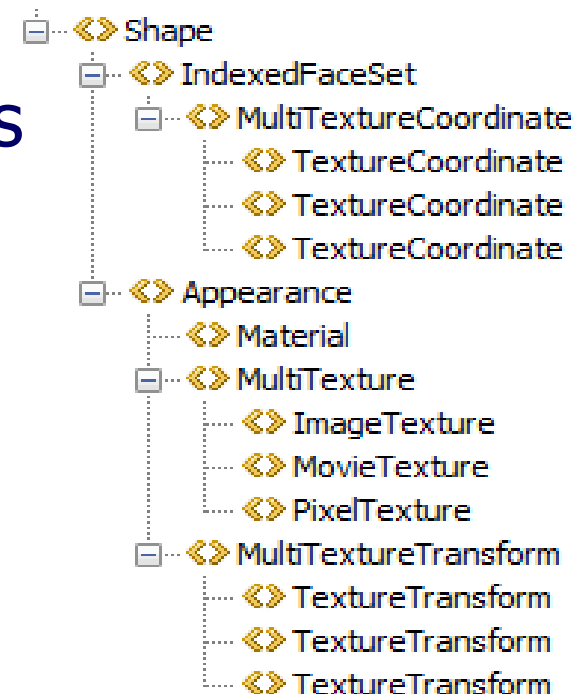 Shape
IndexedFaceSet
s
MultiTextureCoordinate
TextureCoordinate
TextureCoordinate
TextureCoordinate
Appearance
Material
MultiTexture
ImageTexture
MovieTexture
PixelTexture
MultiTextureTransform
TextureTransform
TextureTransform
TextureTransform